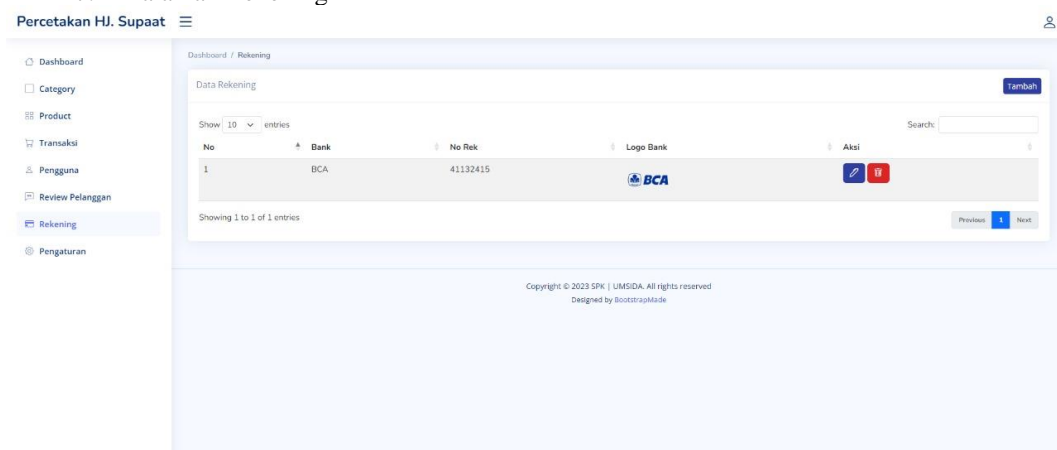 Percetakan HJ. Supaat
Dashboard
Category
Product
Transaksi
Pengguna
Review Pelanggan
Rekening
Pengaturan
Dashboard / Rekening
Data Rekening
Tambah
Show 10 entries
Search:
No Bank No Rek Logo Bank Aksi
1 BCA 41132415 BCA
Showing 1 to 1 of 1 entries
Previous 1 Next
Copyright © 2023 SPK | UMSIDA. All rights reserved
Designed by BootstrapMade